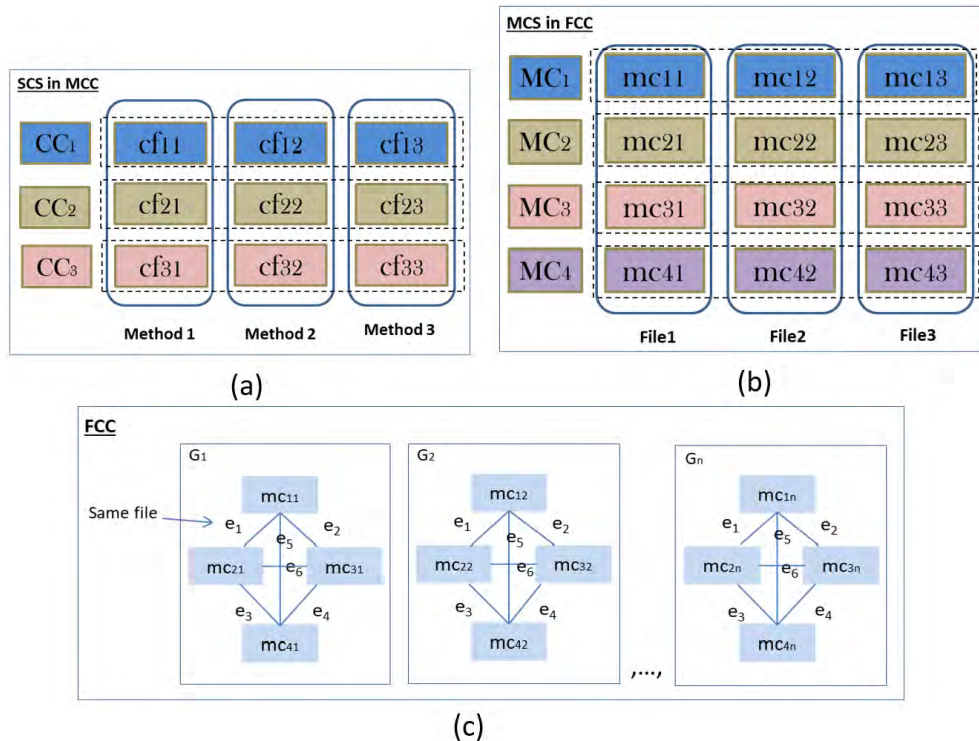 SCS in MCC
CC1 cf11 cf12 cf13
CC2 cf21 cf22 cf23
CC3 cf31 cf32 cf33
Method 1 Method 2 Method 3
(a)
MCS in FCC
MC1 mc11 mc12 mc13
MC2 mc21 mc22 mc23
MC3 mc31 mc32 mc33
MC4 mc41 mc42 mc43
File1 File2 File3
(b)
FCC
Same file
G1
mc11
e1 e2
e5
mc21 e6 mc31
e3 e4
mc41
G2
mc12
e1 e2
e5
mc22 e6 mc32
e3 e4
mc42
,...,
Gn
mc1n
e1 e2
e5
mc2n e6 mc3n
e3 e4
mc4n
(c)